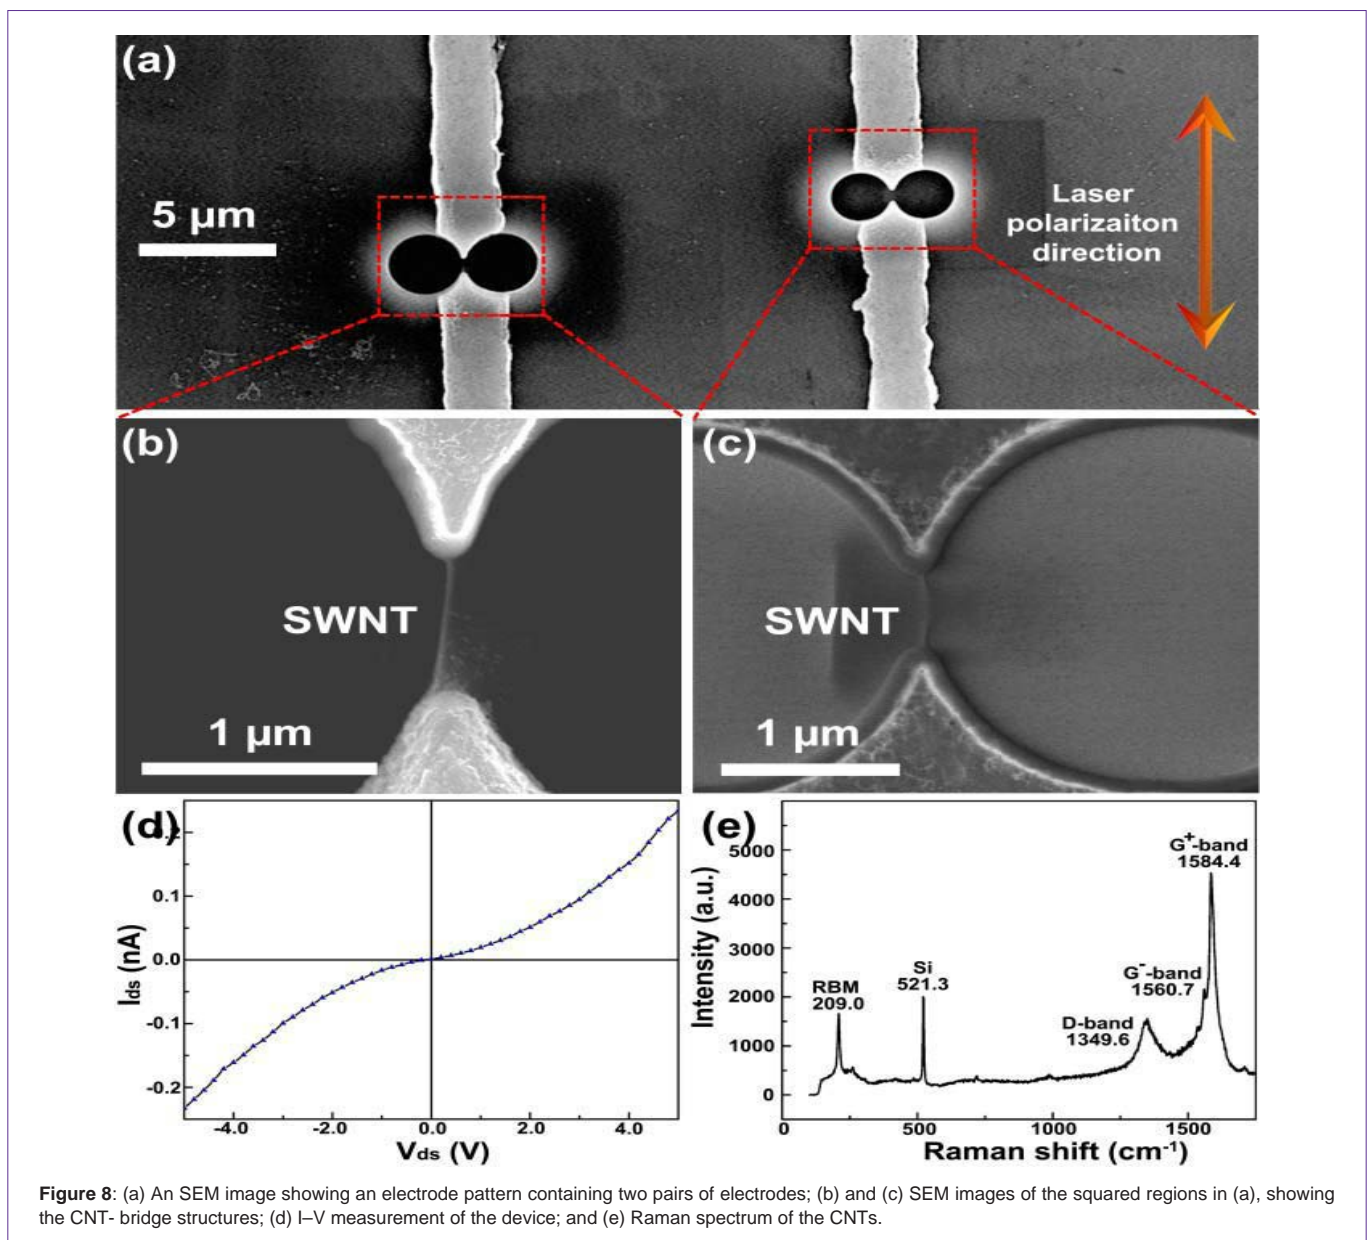 (a)
5 µm
Laser
polarizaiton
direction
(b)
SWNT
1 µm
(c)
SWNT
1 µm
(d)
0.2
0.1
0.0
-0.1
-0.2
-4.0 -2.0 0.0 2.0 4.0
Ids (nA)
Vds (V)
(e)
5000
4000
3000
2000
1000
0
0 500 1000 1500
Intensity (a.u.)
Raman shift (cm-1)
RBM
209.0
Si
521.3
D-band
1349.6
G--band
1560.7
G+-band
1584.4
Figure 8: (a) An SEM image showing an electrode pattern containing two pairs of electrodes; (b) and (c) SEM images of the squared regions in (a), showing
the CNT- bridge structures; (d) I–V measurement of the device; and (e) Raman spectrum of the CNTs.